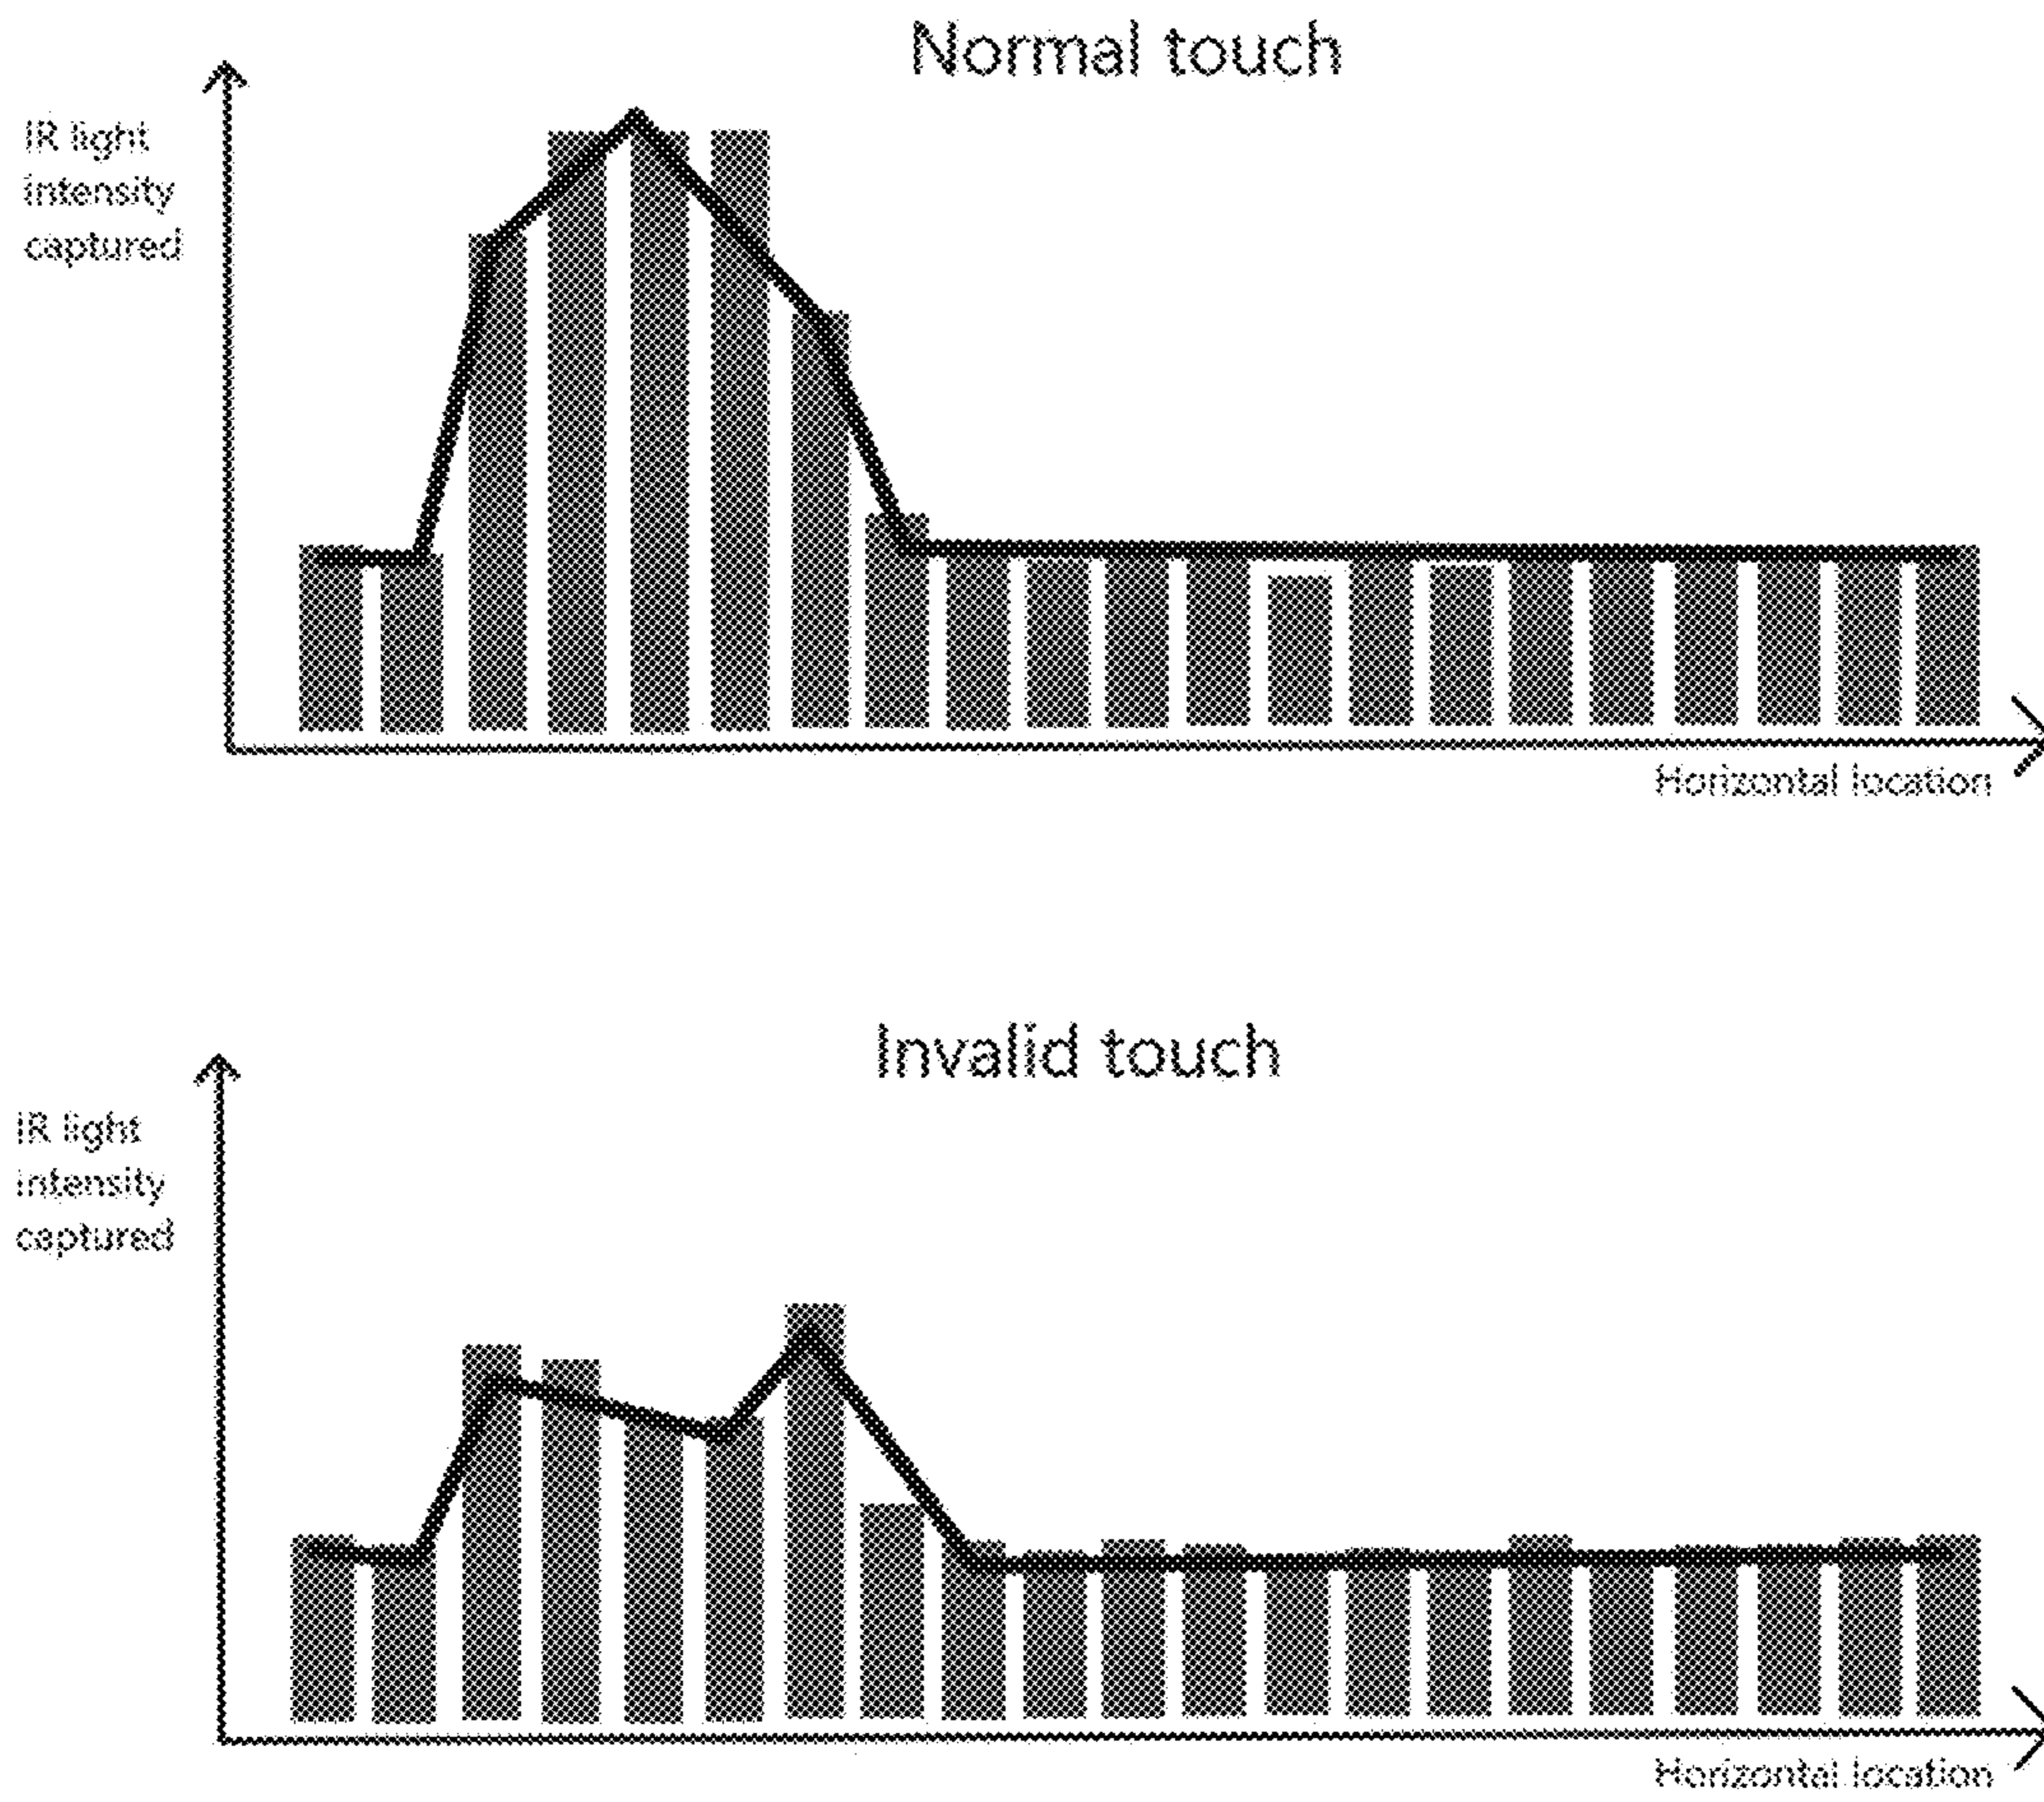 Normal touch
IR light
intensity
captured
Horizontal location
Invalid touch
IR light
intensity
captured
Horizontal location